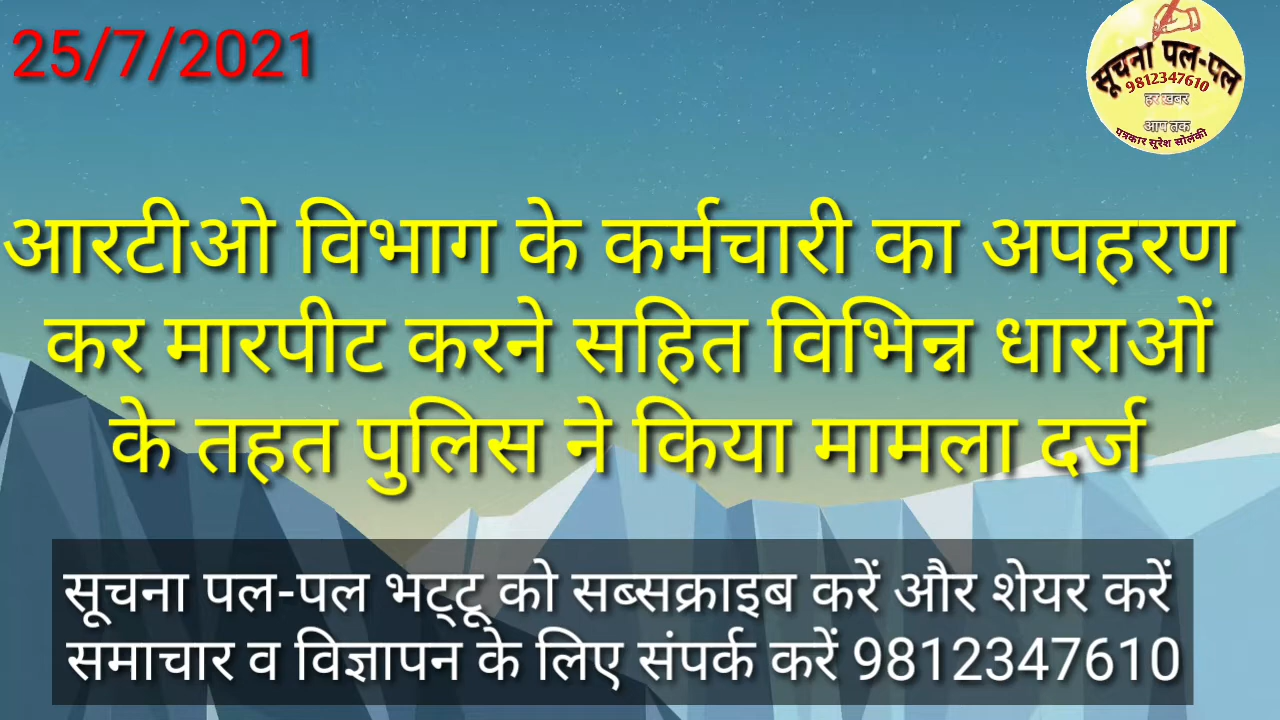 25/7/2021
सूचना पल-पल
9812347610
हर खबर
आप तक
पत्रकार सुरेश सोलंकी
आरटीओ विभाग के कर्मचारी का अपहरण
कर मारपीट करने सहित विभिन्न धाराओं
के तहत पुलिस ने किया मामला दर्ज
सूचना पल-पल भट्टू को सब्सक्राइब करें और शेयर करें
समाचार व विज्ञापन के लिए संपर्क करें 9812347610